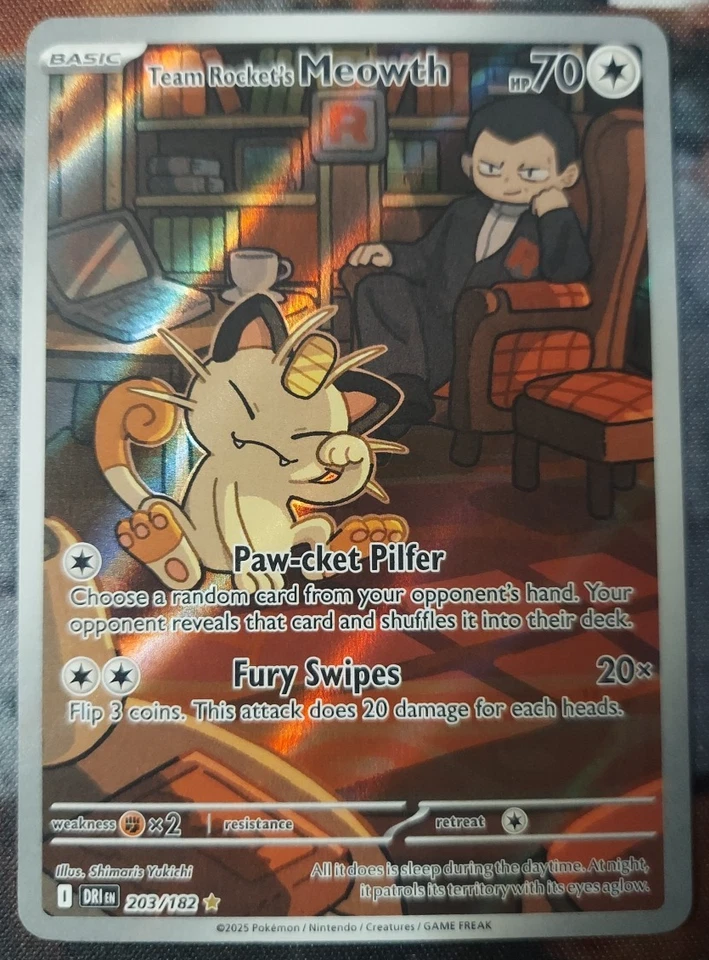 BASIC
Team Rocket's Meowth HP 70
R
Paw-cket Pilfer
Choose a random card from your opponent's hand. Your
opponent reveals that card and shuffles it into their deck.
Fury Swipes 20×
Flip 3 coins. This attack does 20 damage for each heads.
weakness ×2 resistance retreat
Illus. Shimaris Yukichi
All it does is sleep during the daytime. At night,
it patrols its territory with its eyes aglow.
I DRI EN 203/182
©2025 Pokémon / Nintendo / Creatures / GAME FREAK